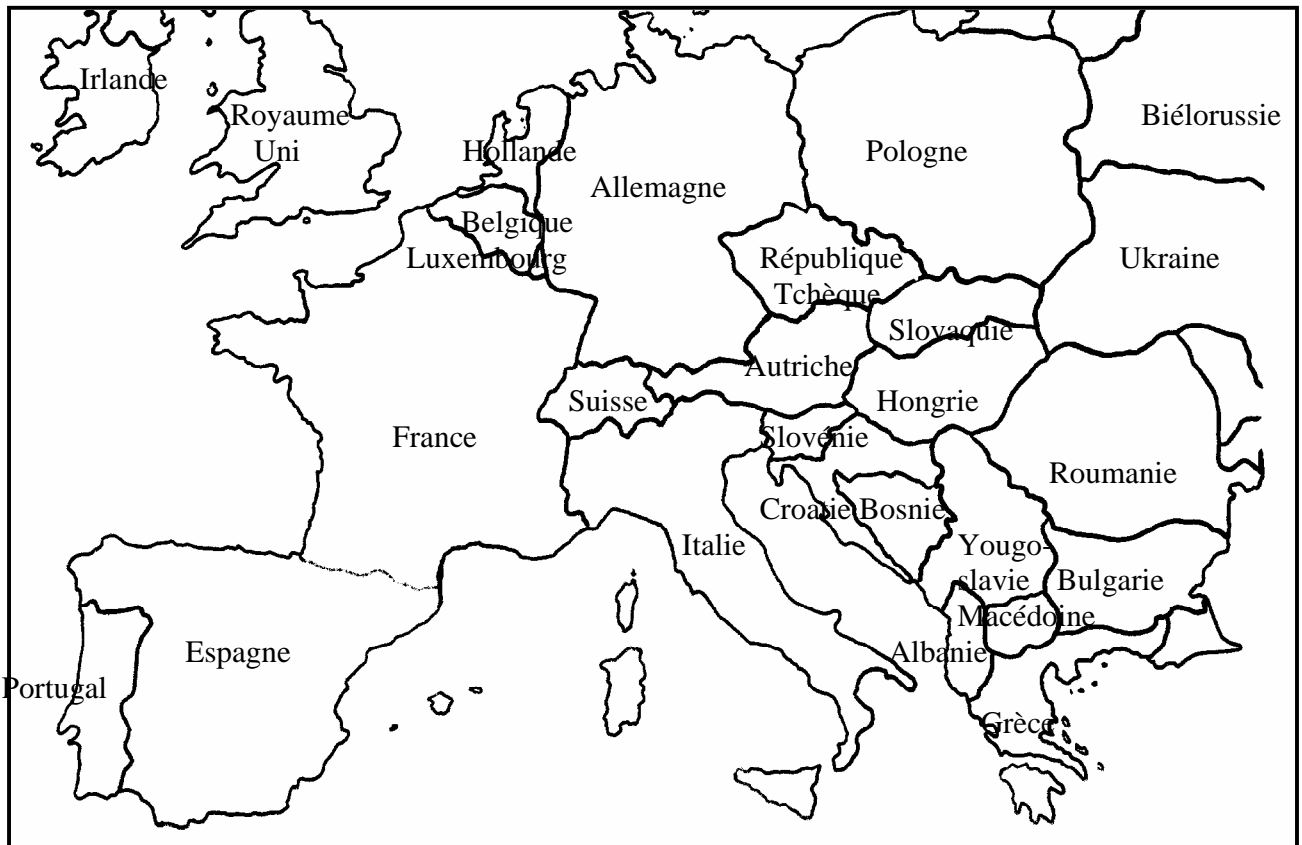 Irlande
Royaume
Uni
Hollande
Biélorussie
Pologne
Allemagne
Belgique
Luxembourg
République
Tchèque
Ukraine
Slovaquie
Autriche
Suisse
Hongrie
France
Slovénie
Roumanie
Croatie
Bosnie
Italie
Yougo-
slavie
Bulgarie
Macédoine
Espagne
Albanie
Portugal
Grèce